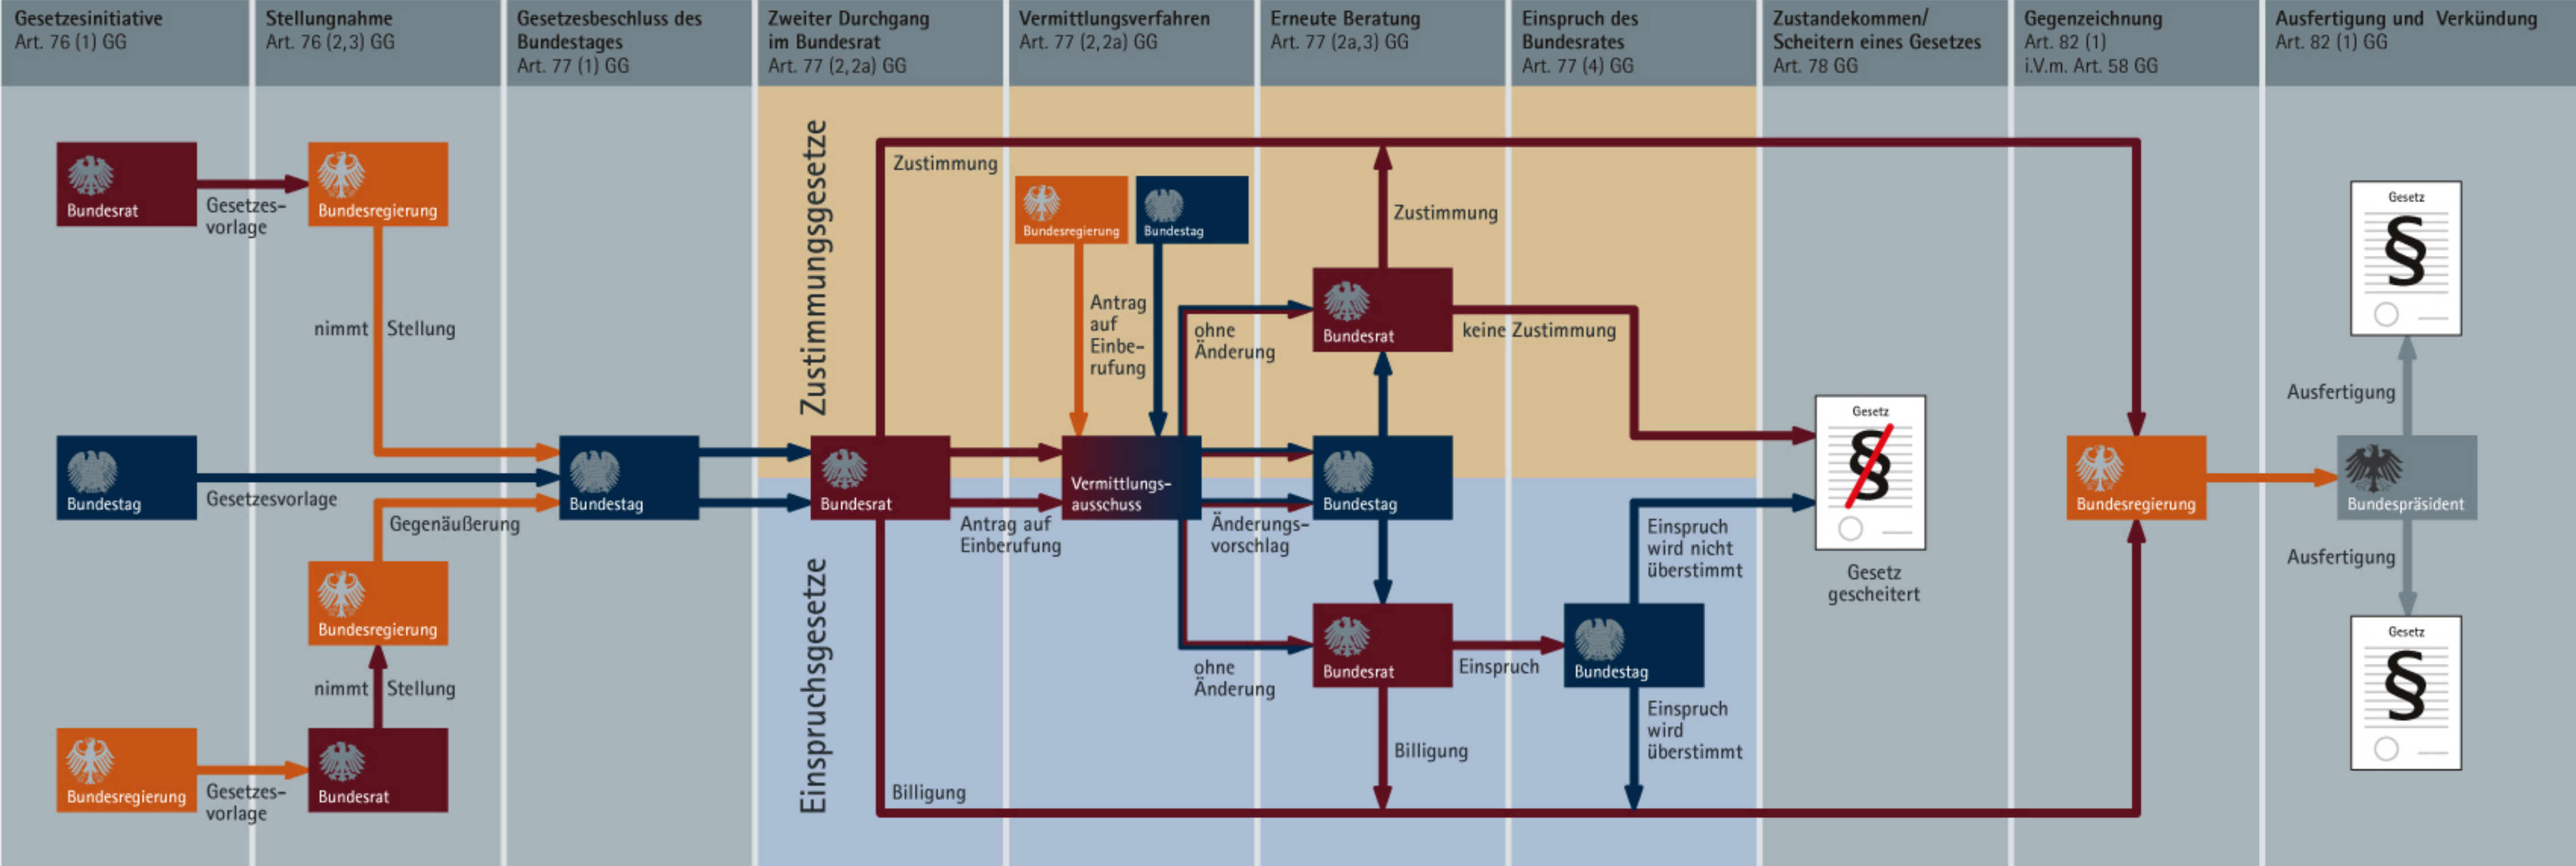 Gesetzesinitiative
Art. 76 (1) GG
Stellungnahme
Art. 76 (2,3) GG
Gesetzesbeschluss des
Bundestages
Art. 77 (1) GG
Zweiter Durchgang
im Bundesrat
Art. 77 (2,2a) GG
Vermittlungsverfahren
Art. 77 (2,2a) GG
Erneute Beratung
Art. 77 (2a,3) GG
Einspruch des
Bundesrates
Art. 77 (4) GG
Zustandekommen/
Scheitern eines Gesetzes
Art. 78 GG
Gegenzeichnung
Art. 82 (1)
i.V.m. Art. 58 GG
Ausfertigung und Verkündung
Art. 82 (1) GG
Bundesrat
Gesetzes-
vorlage
Bundesregierung
nimmt Stellung
Bundestag
Gesetzesvorlage
Gegenäußerung
Bundesregierung
nimmt Stellung
Bundesregierung
Gesetzes-
vorlage
Bundesrat
Bundestag
Zustimmungsgesetze
Einspruchsgesetze
Zustimmung
Bundesrat
Billigung
Antrag auf
Einberufung
Bundesregierung
Bundestag
Antrag
auf
Einbe-
rufung
Vermittlungs-
ausschuss
ohne
Änderung
Änderungs-
vorschlag
ohne
Änderung
Zustimmung
Bundesrat
keine Zustimmung
Bundestag
Bundesrat
Einspruch
Billigung
Einspruch
wird nicht
überstimmt
Bundestag
Einspruch
wird
überstimmt
Gesetz
§
Gesetz
gescheitert
Bundesregierung
Gesetz
§
Ausfertigung
Bundespräsident
Ausfertigung
Gesetz
§